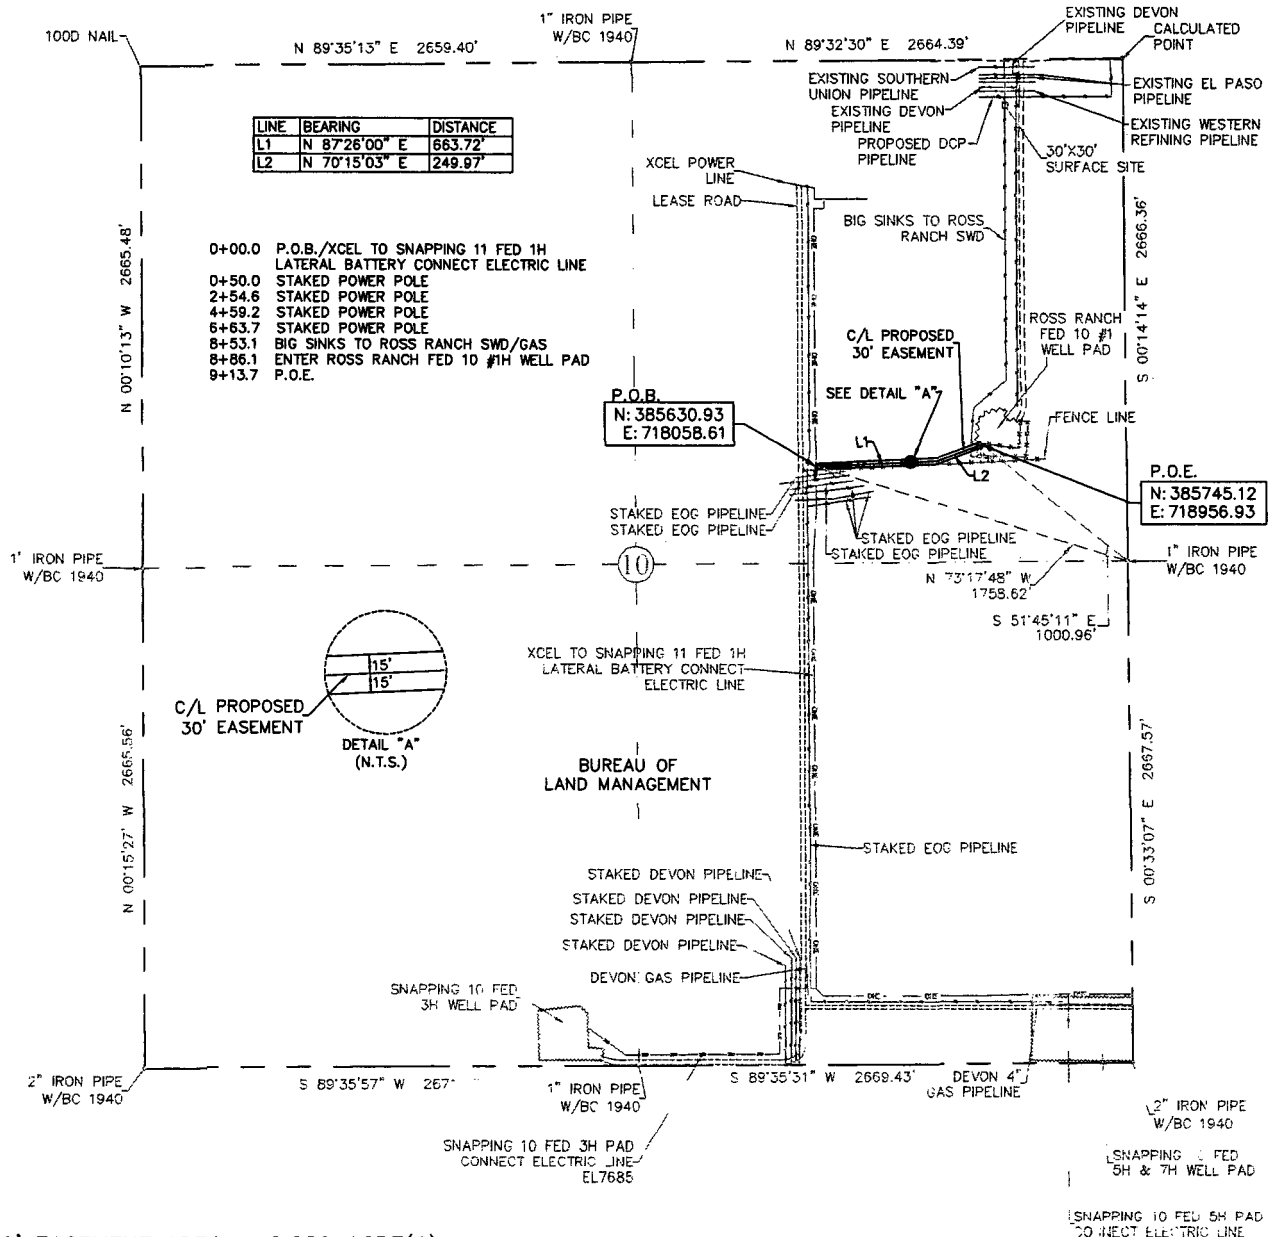 EXISTING DEVON
PIPELINE
CALCULATED
POINT
1" IRON PIPE
W/BC 1940
100D NAIL
N 89°35'13" E 2659.40'
N 89°32'30" E 2664.39'
EXISTING SOUTHERN
UNION PIPELINE
EXISTING EL PASO
PIPELINE
EXISTING DEVON
PIPELINE
EXISTING WESTERN
REFINING PIPELINE
PROPOSED DCP
PIPELINE
30'X30'
SURFACE SITE
LINE BEARING DISTANCE
L1 N 87°26'00" E 663.72'
L2 N 70°15'03" E 249.97'
XCEL POWER
LINE
LEASE ROAD
BIG SINKS TO ROSS
RANCH SWD
N 00°10'13" W 2665.48'
S 00°14'14" E 2666.36'
0+00.0 P.O.B./XCEL TO SNAPPING 11 FED 1H
LATERAL BATTERY CONNECT ELECTRIC LINE
0+50.0 STAKED POWER POLE
2+54.6 STAKED POWER POLE
4+59.2 STAKED POWER POLE
6+63.7 STAKED POWER POLE
8+53.1 BIG SINKS TO ROSS RANCH SWD/GAS
8+86.1 ENTER ROSS RANCH FED 10 #1H WELL PAD
9+13.7 P.O.E.
C/L PROPOSED
30' EASEMENT
ROSS RANCH
FED 10 #1
WELL PAD
SEE DETAIL "A"
P.O.B.
N: 385630.93
E: 718058.61
FENCE LINE
L1
L2
P.O.E.
N: 385745.12
E: 718956.93
STAKED EOG PIPELINE
STAKED EOG PIPELINE
STAKED EOG PIPELINE
STAKED EOG PIPELINE
1' IRON PIPE
W/BC 1940
10
1" IRON PIPE
W/BC 1940
N 73°17'48" W
1758.62'
S 51°45'11" E
1000.96'
15'
15'
C/L PROPOSED
30' EASEMENT
DETAIL "A"
(N.T.S.)
XCEL TO SNAPPING 11 FED 1H
LATERAL BATTERY CONNECT
ELECTRIC LINE
BUREAU OF
LAND MANAGEMENT
N 00°15'27" W 2665.56'
S 00°33'07" E 2667.57'
STAKED EOG PIPELINE
STAKED DEVON PIPELINE
STAKED DEVON PIPELINE
STAKED DEVON PIPELINE
STAKED DEVON PIPELINE
DEVON GAS PIPELINE
SNAPPING 10 FED
3H WELL PAD
2" IRON PIPE
W/BC 1940
S 89°35'57" W 267
1" IRON PIPE
W/BC 1940
S 89°35'31" W 2669.43'
DEVON 4"
GAS PIPELINE
2" IRON PIPE
W/BC 1940
SNAPPING 10 FED 3H PAD
CONNECT ELECTRIC LINE
EL7685
SNAPPING FED
5H & 7H WELL PAD
SNAPPING 10 FED 5H PAD
CONNECT ELECTRIC LINE